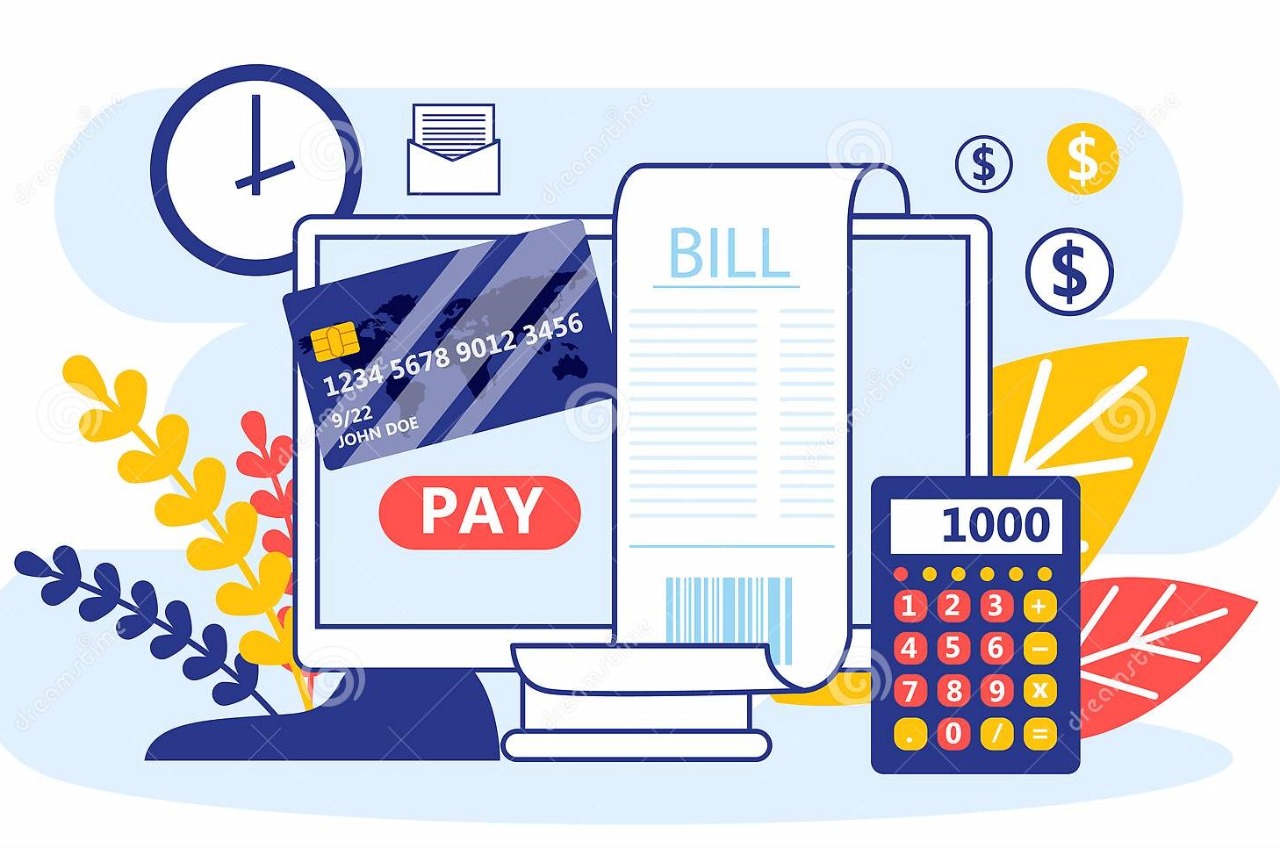 $
$
$
BILL
1234 5678 9012 3456
9/22
JOHN DOE
PAY
1000
1 2 3 +
4 5 6 −
7 8 9 x
. 0 / =
dreamstime